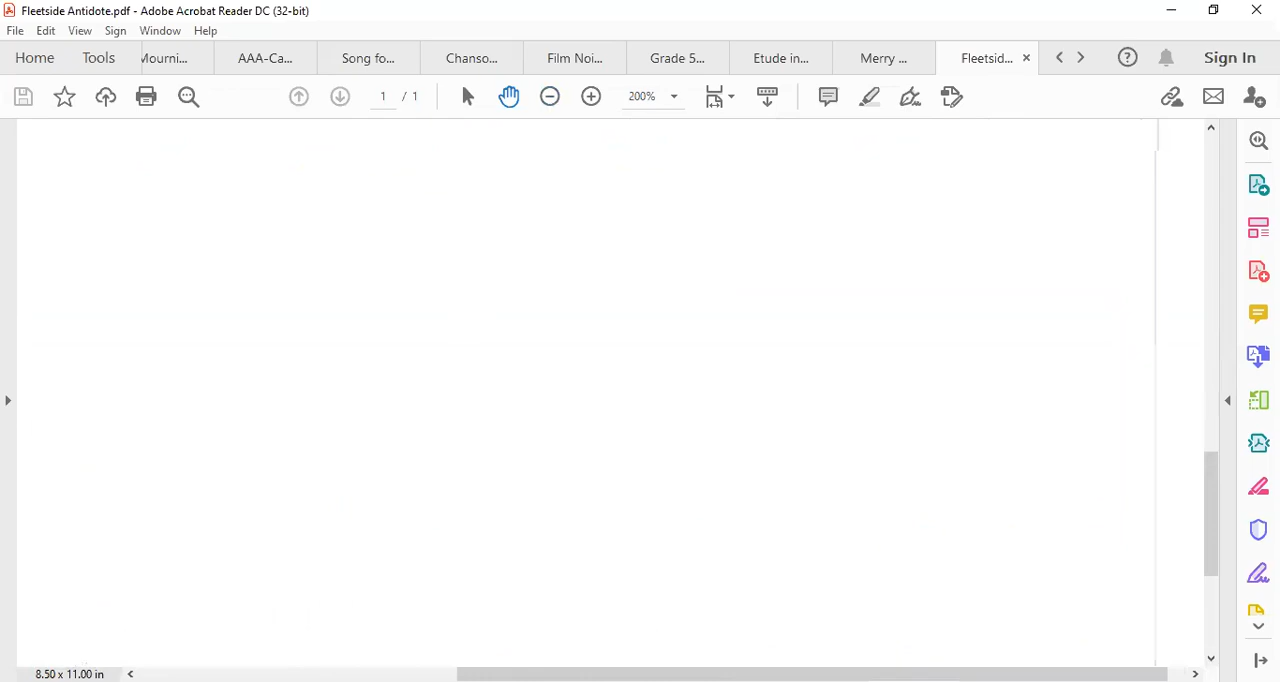 Fleetside Antidote.pdf - Adobe Acrobat Reader DC (32-bit)
File Edit View Sign Window Help
Home Tools Mourni... AAA-Ca... Song fo... Chanso... Film Noi... Grade 5... Etude in... Merry ... Fleetsid... Sign In
1 / 1 200%
8.50 x 11.00 in